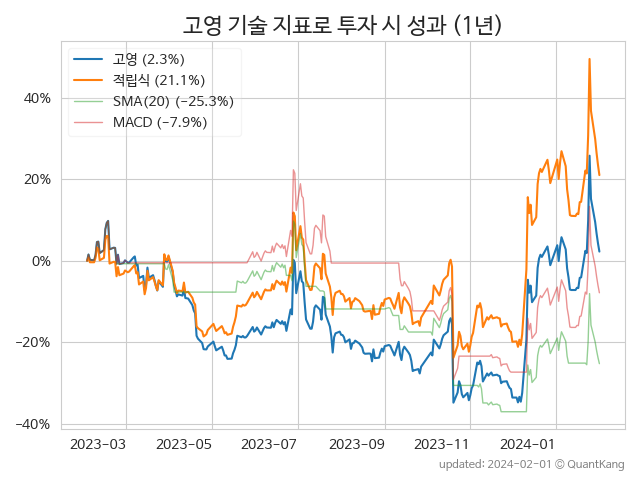 고영 기술 지표로 투자 시 성과 (1년)
고영 (2.3%)
적립식 (21.1%)
SMA(20) (−25.3%)
MACD (−7.9%)
40%
20%
0%
−20%
−40%
2023-03 2023-05 2023-07 2023-09 2023-11 2024-01
updated: 2024-02-01 © QuantKang